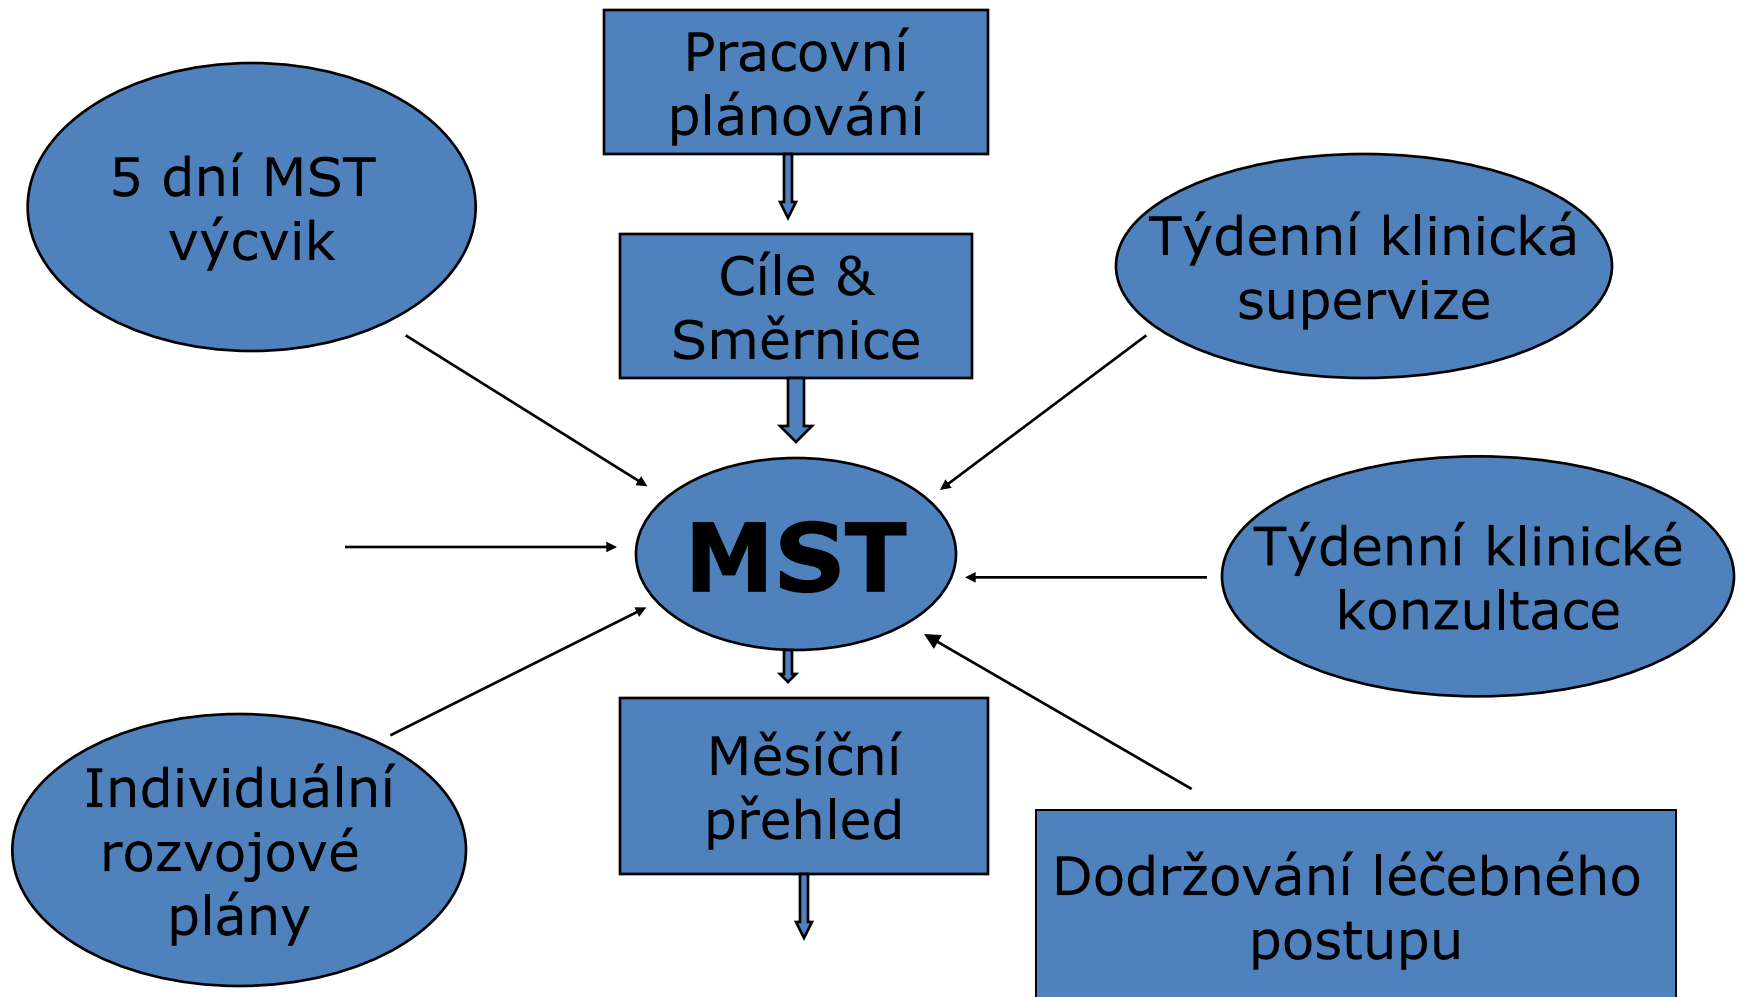 Pracovní
plánování
5 dní MST
výcvik
Týdenní klinická
supervize
Cíle &
Směrnice
MST
Týdenní klinické
konzultace
Individuální
rozvojové
plány
Měsíční
přehled
Dodržování léčebného
postupu